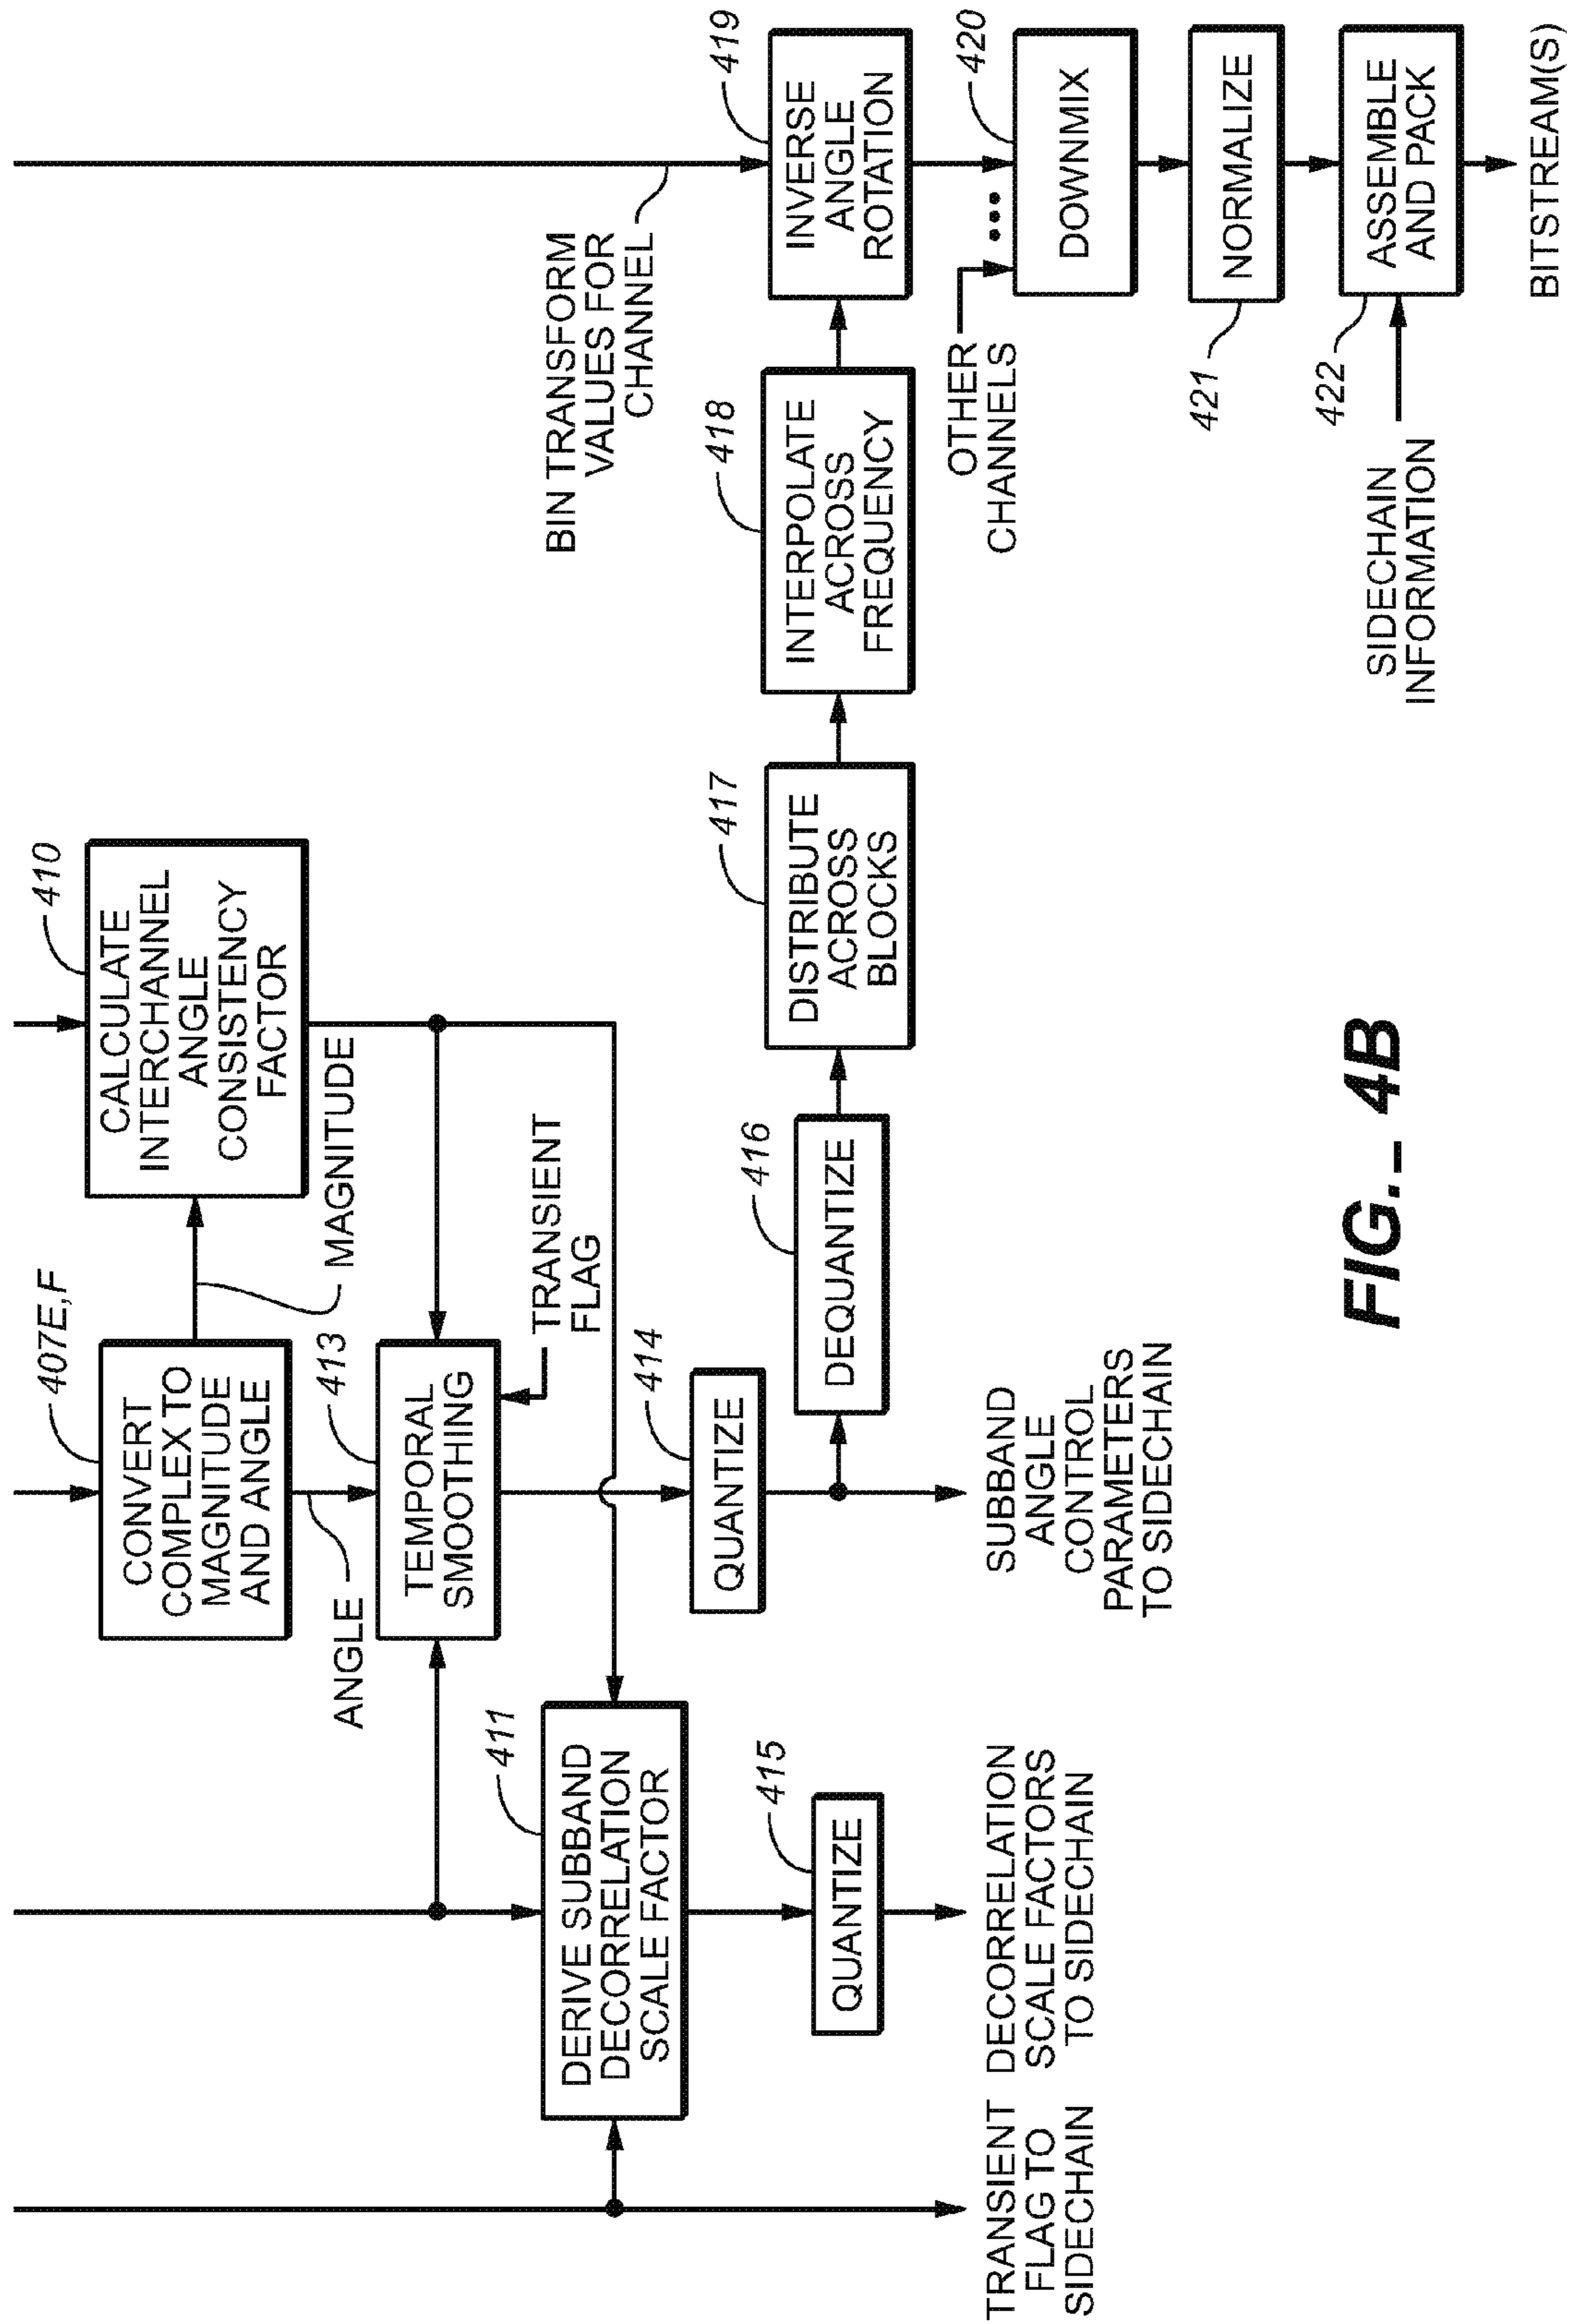 407E,F
CONVERT
COMPLEX TO
MAGNITUDE
AND ANGLE
410
CALCULATE
INTERCHANNEL
ANGLE
CONSISTENCY
FACTOR
MAGNITUDE
ANGLE
413
TEMPORAL
SMOOTHING
TRANSIENT
FLAG
411
DERIVE SUBBAND
DECORRELATION
SCALE FACTOR
414
QUANTIZE
415
QUANTIZE
416
DEQUANTIZE
417
DISTRIBUTE
ACROSS
BLOCKS
418
INTERPOLATE
ACROSS
FREQUENCY
BIN TRANSFORM
VALUES FOR
CHANNEL
419
INVERSE
ANGLE
ROTATION
OTHER
CHANNELS
420
DOWNMIX
421
NORMALIZE
422
ASSEMBLE
AND PACK
SIDECHAIN
INFORMATION
BITSTREAM(S)
TRANSIENT
FLAG TO
SIDECHAIN
DECORRELATION
SCALE FACTORS
TO SIDECHAIN
SUBBAND
ANGLE
CONTROL
PARAMETERS
TO SIDECHAIN
FIG._ 4B